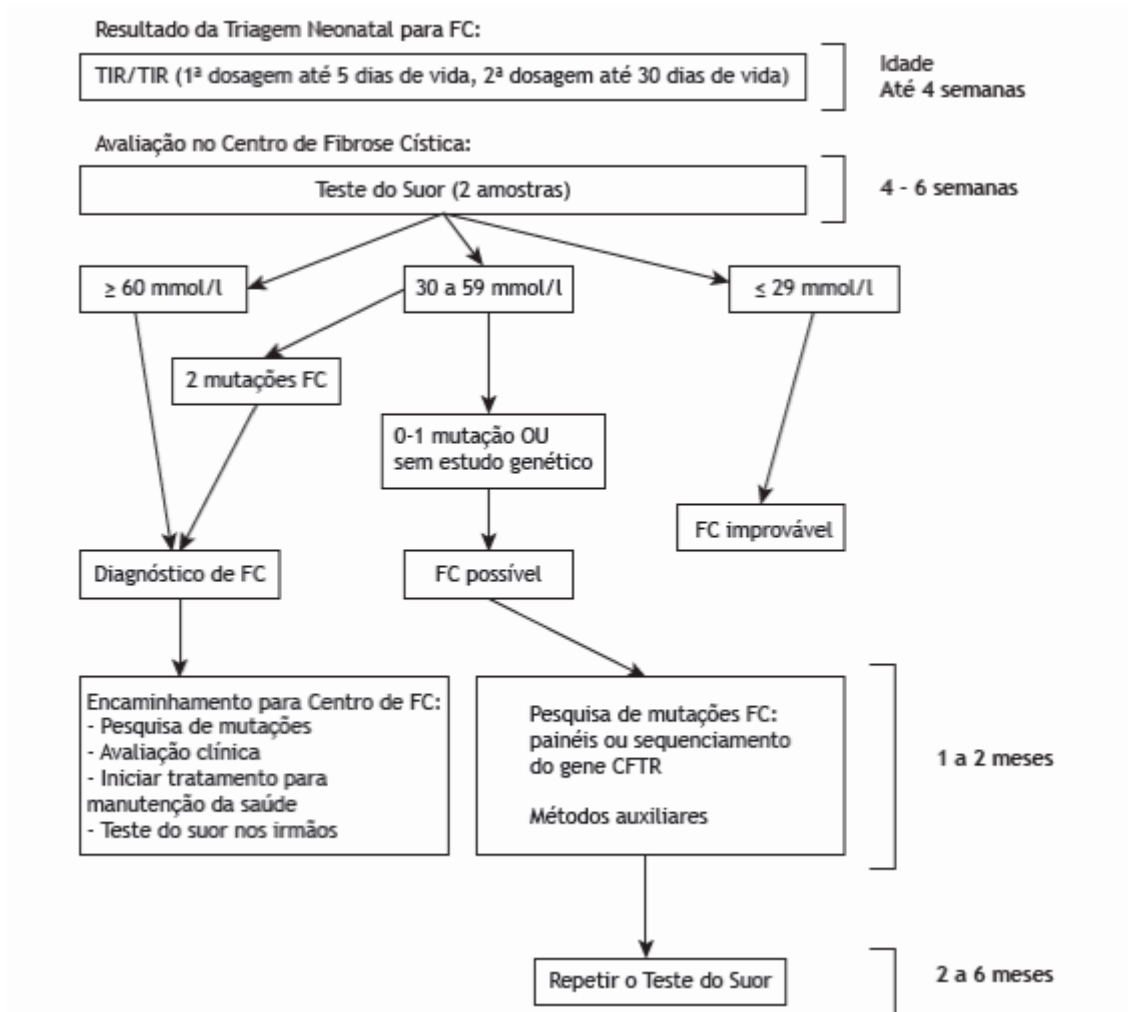 Resultado da Triagem Neonatal para FC:
TIR/TIR (1ª dosagem até 5 dias de vida, 2ª dosagem até 30 dias de vida)
Idade
Até 4 semanas
Avaliação no Centro de Fibrose Cística:
Teste do Suor (2 amostras)
4 - 6 semanas
≥ 60 mmol/l
30 a 59 mmol/l
≤ 29 mmol/l
2 mutações FC
0-1 mutação OU
sem estudo genético
FC improvável
Diagnóstico de FC
FC possível
Encaminhamento para Centro de FC:
- Pesquisa de mutações
- Avaliação clínica
- Iniciar tratamento para
manutenção da saúde
- Teste do suor nos irmãos
Pesquisa de mutações FC:
painéis ou sequenciamento
do gene CFTR
Métodos auxiliares
1 a 2 meses
Repetir o Teste do Suor
2 a 6 meses